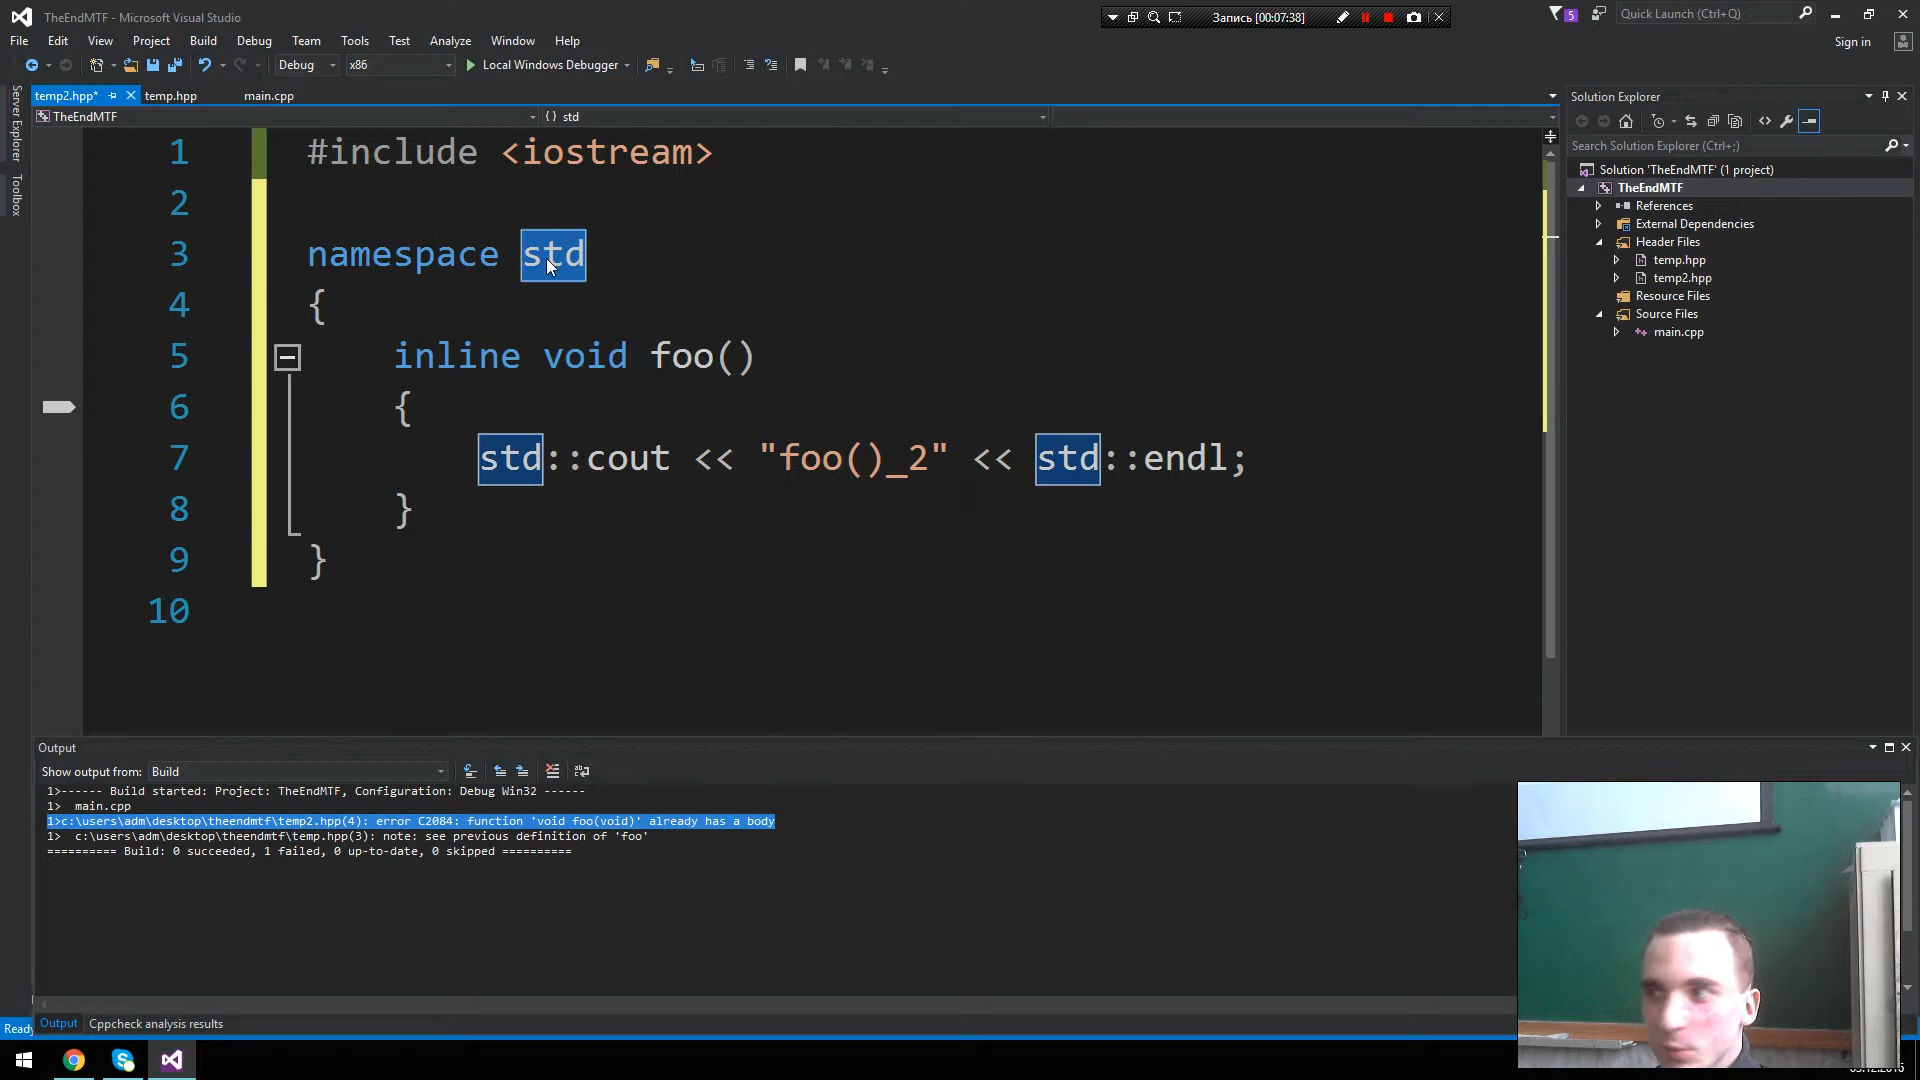 TheEndMTF - Microsoft Visual Studio
Запись [00:07:38]
5
Quick Launch (Ctrl+Q)
File Edit View Project Build Debug Team Tools Test Analyze Window Help
Sign in
Debug x86 Local Windows Debugger
Server Explorer
Toolbox
temp2.hpp* temp.hpp main.cpp
TheEndMTF {} std
1 #include <iostream>
2
3 namespace std
4 {
5 inline void foo()
6 {
7 std::cout << "foo()_2" << std::endl;
8 }
9 }
10
Solution Explorer
Search Solution Explorer (Ctrl+;)
Solution 'TheEndMTF' (1 project)
TheEndMTF
References
External Dependencies
Header Files
temp.hpp
temp2.hpp
Resource Files
Source Files
main.cpp
Output
Show output from: Build
1>------ Build started: Project: TheEndMTF, Configuration: Debug Win32 ------
1> main.cpp
1>c:\users\adm\desktop\theendmtf\temp2.hpp(4): error C2084: function 'void foo(void)' already has a body
1> c:\users\adm\desktop\theendmtf\temp.hpp(3): note: see previous definition of 'foo'
========== Build: 0 succeeded, 1 failed, 0 up-to-date, 0 skipped ==========
Output Cppcheck analysis results
Ready